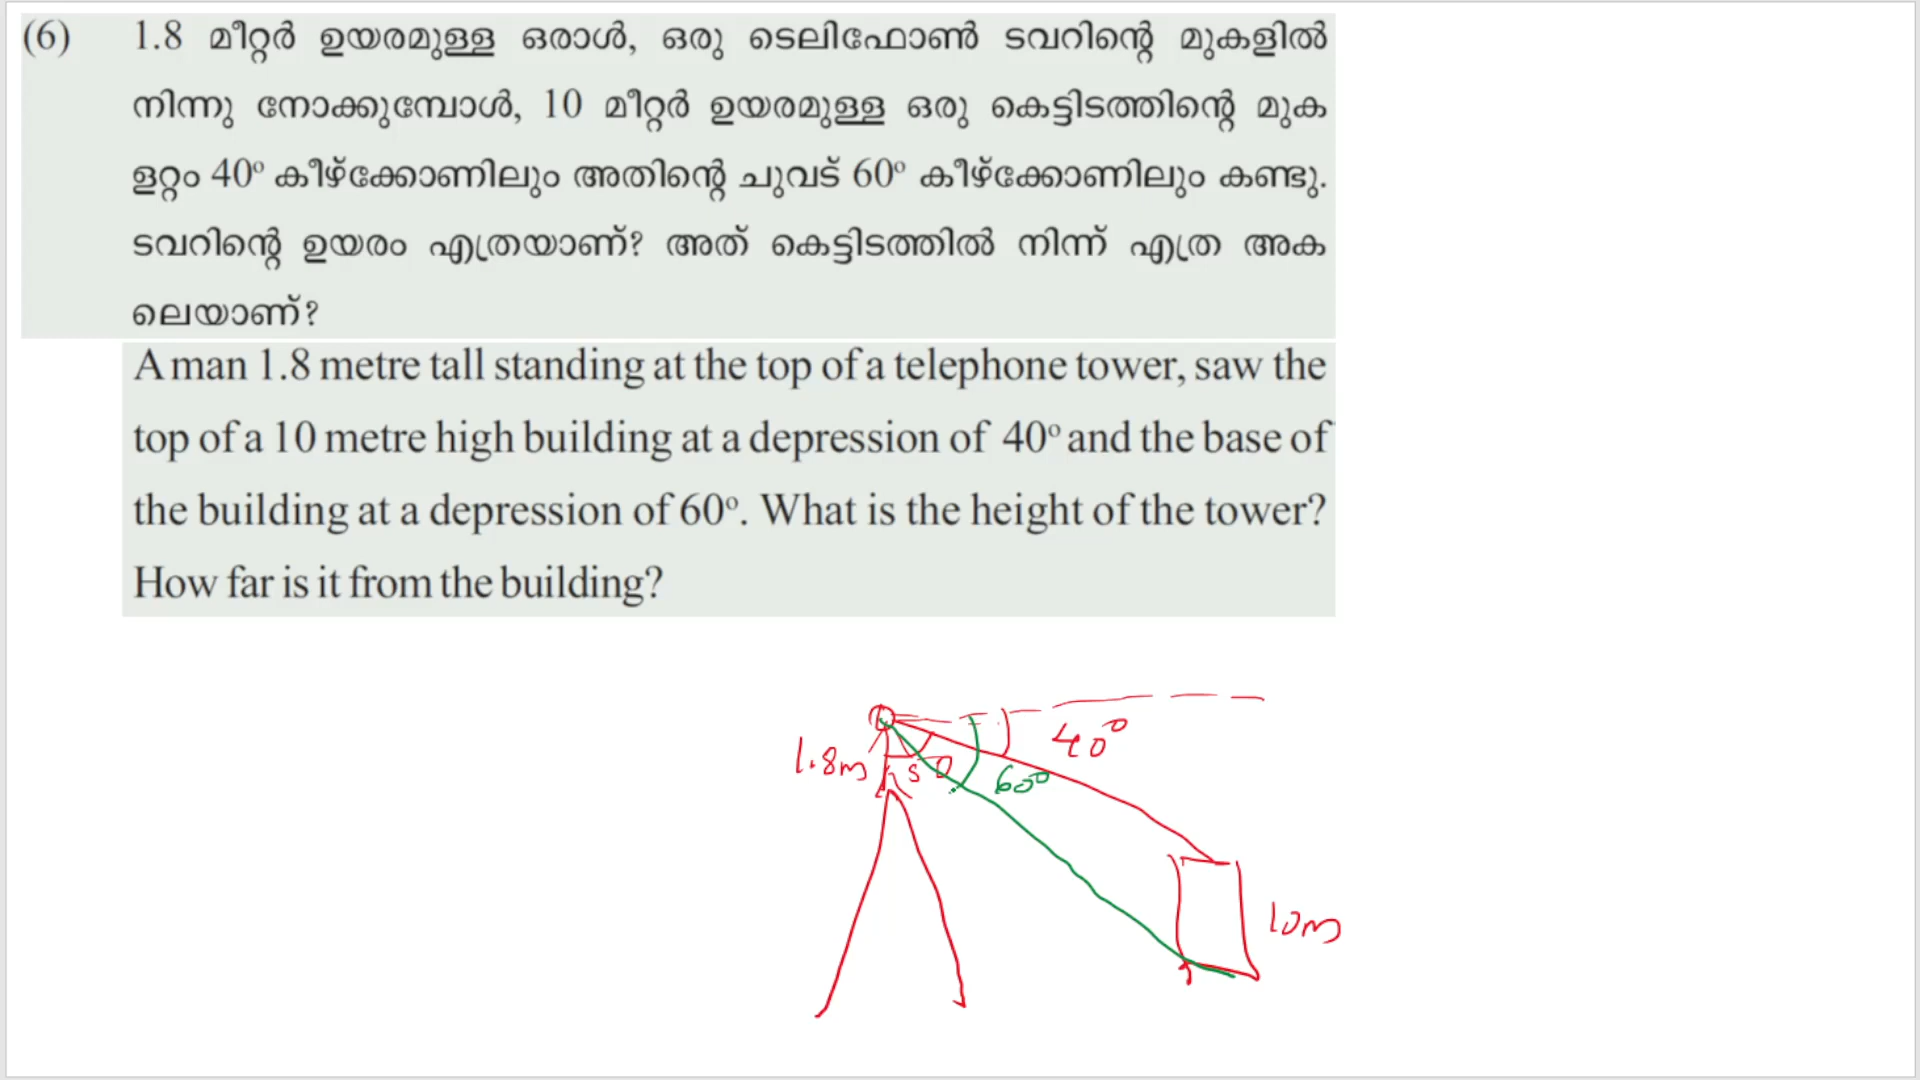 (6) 1.8 മീറ്റർ ഉയരമുള്ള ഒരാൾ, ഒരു ടെലിഫോൺ ടവറിന്റെ മുകളിൽ
നിന്നു നോക്കുമ്പോൾ, 10 മീറ്റർ ഉയരമുള്ള ഒരു കെട്ടിടത്തിന്റെ മുക
ളറ്റം 40° കീഴ്ക്കോണിലും അതിന്റെ ചുവട് 60° കീഴ്ക്കോണിലും കണ്ടു.
ടവറിന്റെ ഉയരം എത്രയാണ്? അത് കെട്ടിടത്തിൽ നിന്ന് എത്ര അക
ലെയാണ്?
A man 1.8 metre tall standing at the top of a telephone tower, saw the
top of a 10 metre high building at a depression of 40° and the base of
the building at a depression of 60°. What is the height of the tower?
How far is it from the building?
40°
1.8m
50
60°
10m